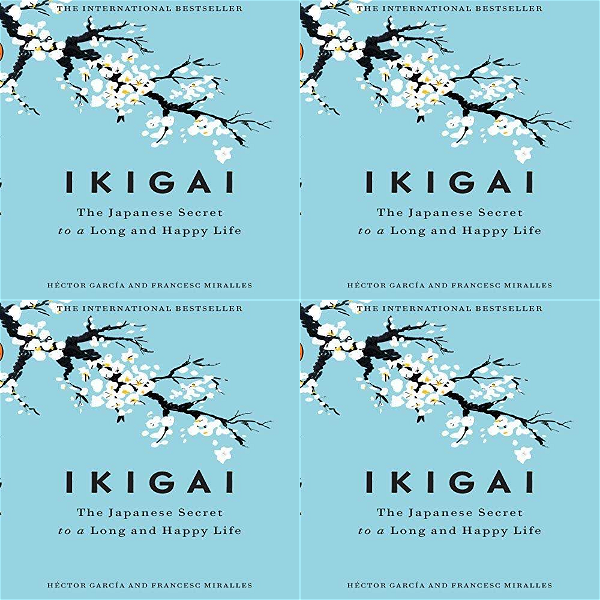 THE INTERNATIONAL BESTSELLER
IKIGAI
The Japanese Secret
to a Long and Happy Life
HÉCTOR GARCÍA AND FRANCESC MIRALLES
THE INTERNATIONAL BESTSELLER
IKIGAI
The Japanese Secret
to a Long and Happy Life
HÉCTOR GARCÍA AND FRANCESC MIRALLES
THE INTERNATIONAL BESTSELLER
IKIGAI
The Japanese Secret
to a Long and Happy Life
HÉCTOR GARCÍA AND FRANCESC MIRALLES
THE INTERNATIONAL BESTSELLER
IKIGAI
The Japanese Secret
to a Long and Happy Life
HÉCTOR GARCÍA AND FRANCESC MIRALLES